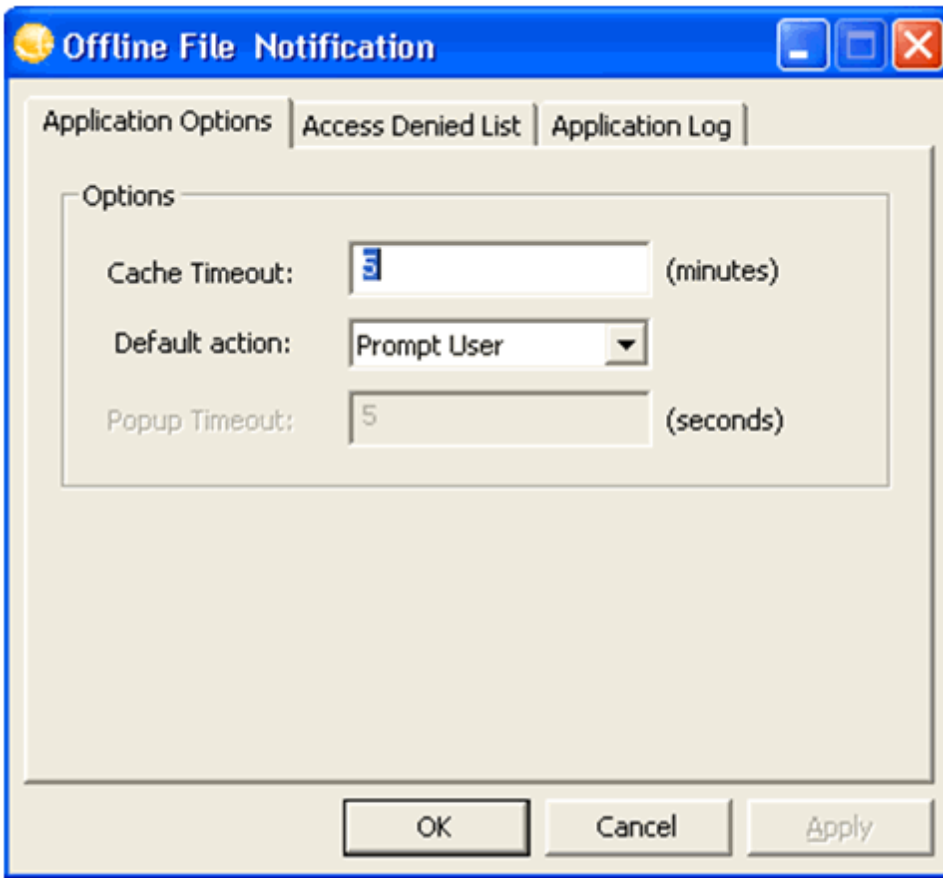 Offline File Notification
Application Options Access Denied List Application Log
Options
Cache Timeout: 5 (minutes)
Default action: Prompt User
Popup Timeout: 5 (seconds)
OK Cancel Apply